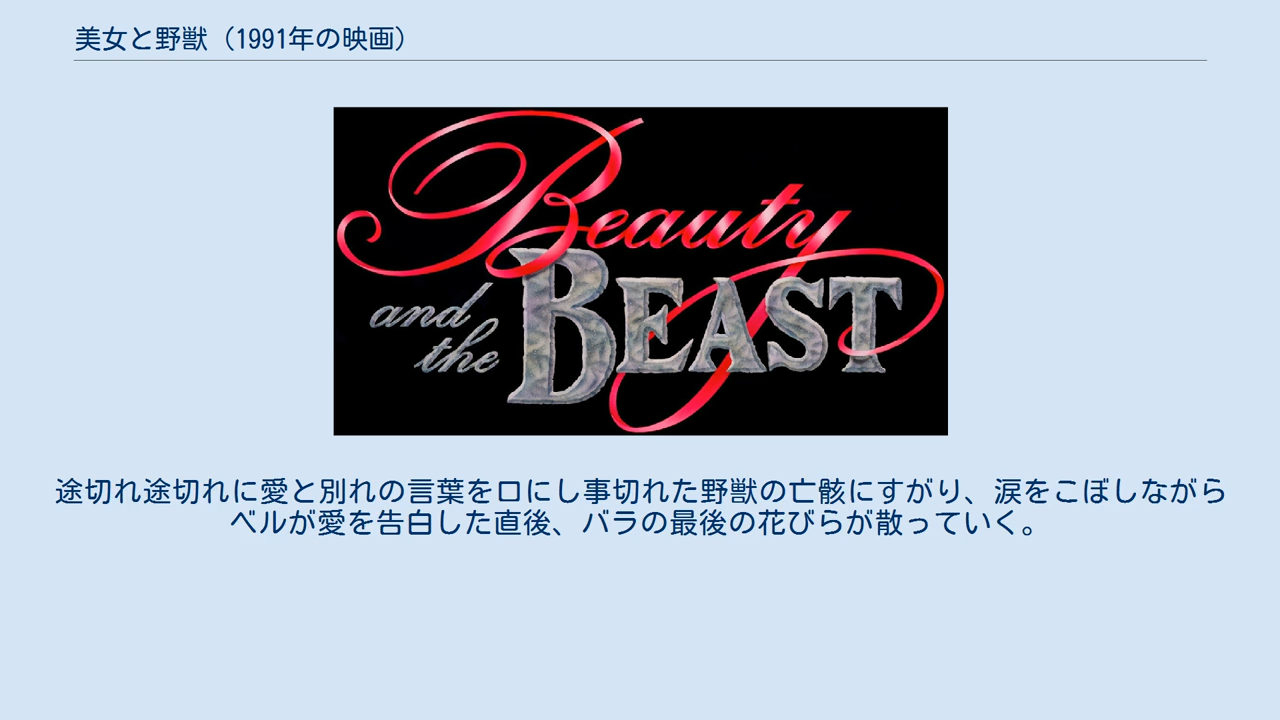 美女と野獣（1991年の映画）
Beauty
and the
BEAST
途切れ途切れに愛と別れの言葉を口にし事切れた野獣の亡骸にすがり、涙をこぼしながら
ベルが愛を告白した直後、バラの最後の花びらが散っていく。